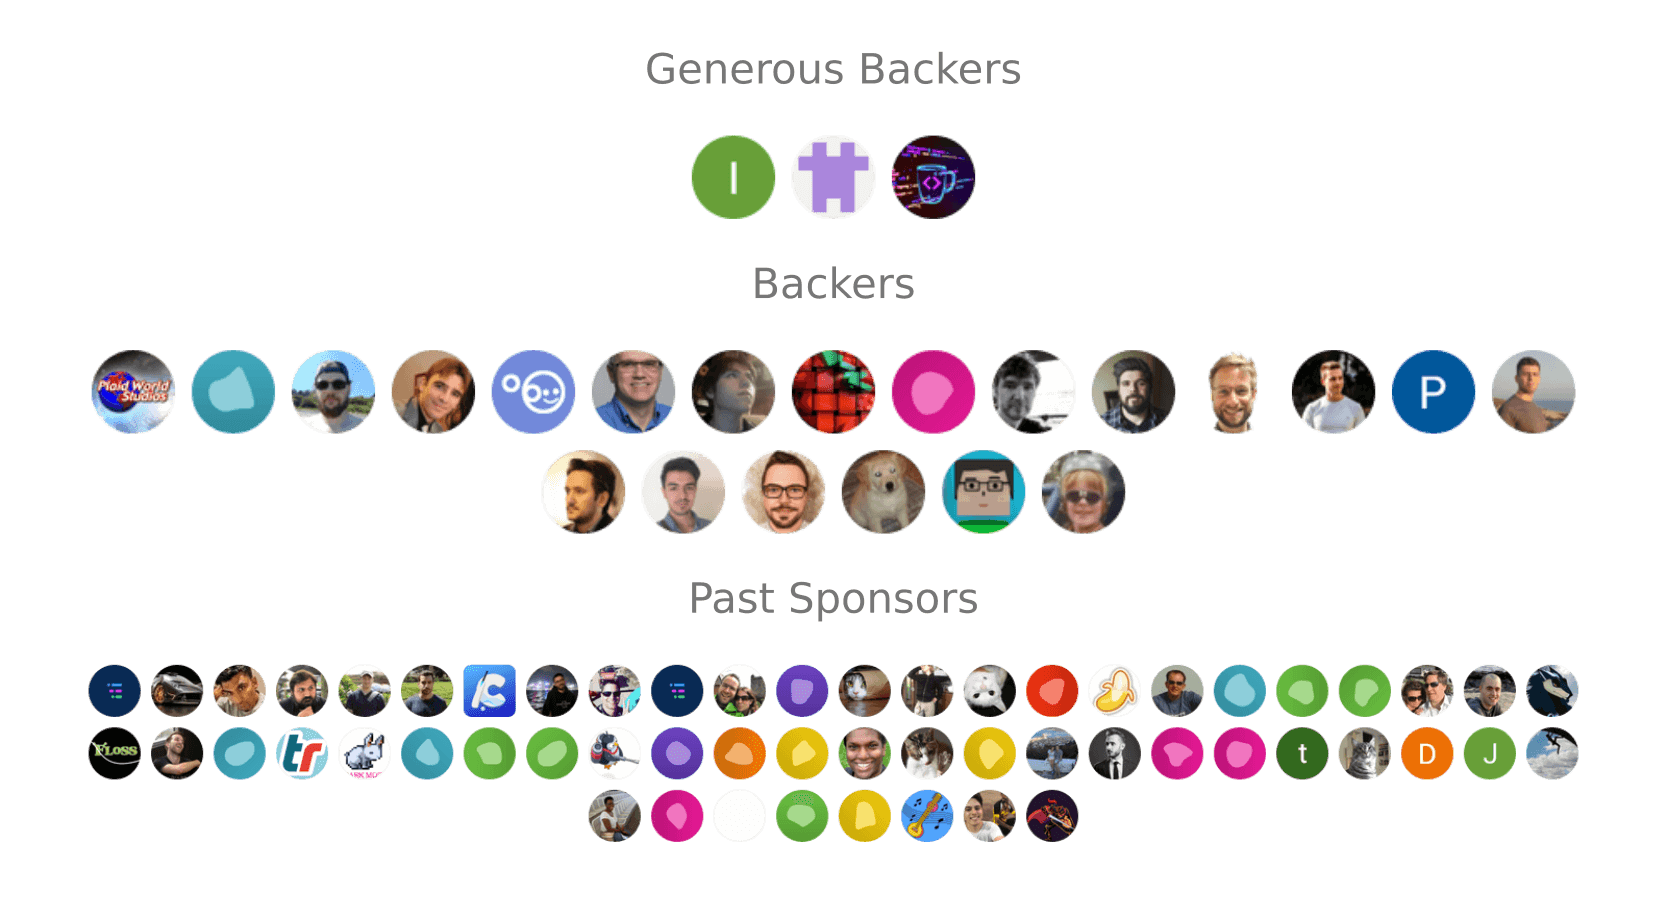 Generous Backers
I
<>
Backers
Plaid World
Studios
P
Past Sponsors
C
FLOSS
tr
t
D
J